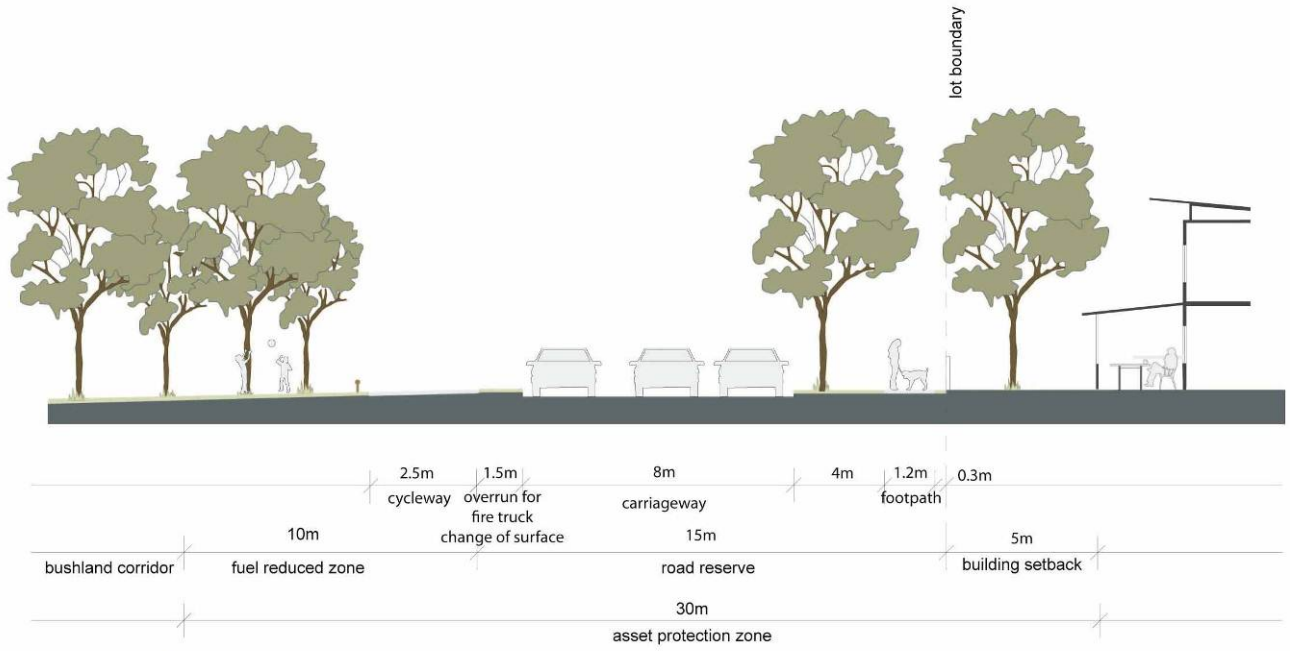 lot boundary
2.5m
1.5m
8m
4m
1.2m
0.3m
cycleway
overrun for
fire truck
change of surface
carriageway
footpath
10m
15m
5m
bushland corridor
fuel reduced zone
road reserve
building setback
30m
asset protection zone